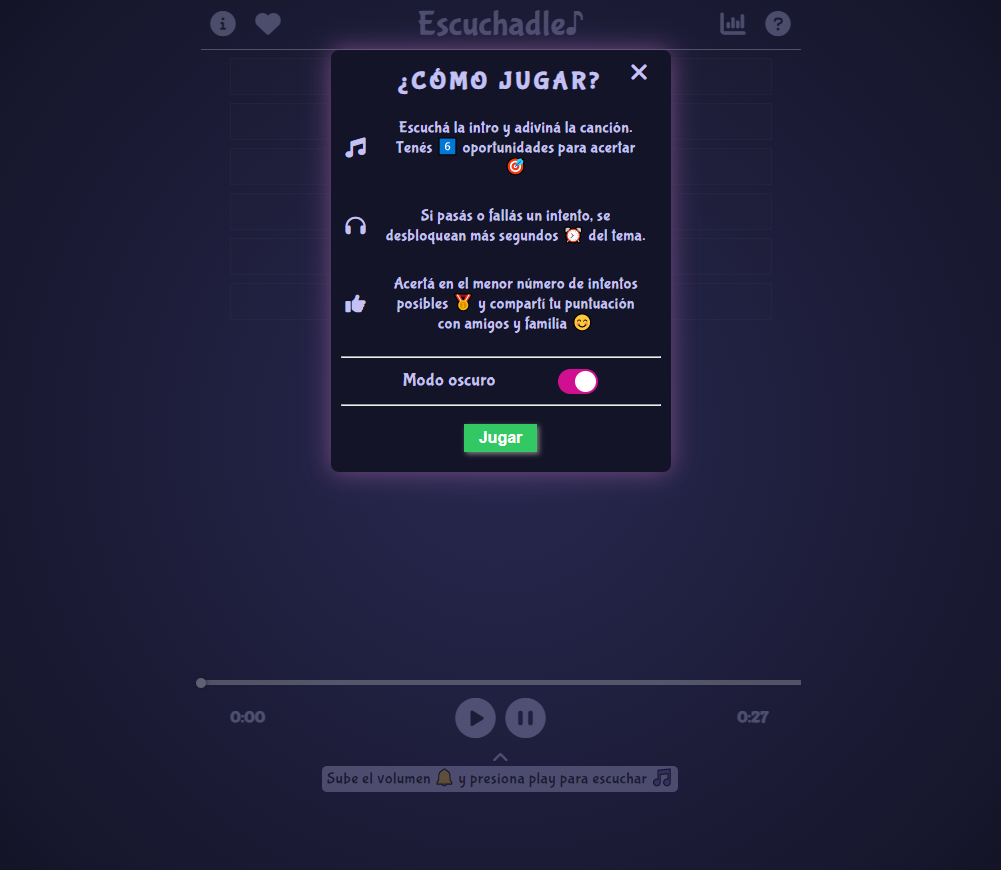 Escuchadle
¿CÓMO JUGAR?
Escuchá la intro y adiviná la canción.
Tenés 6 oportunidades para acertar
Si pasás o fallás un intento, se
desbloquean más segundos ⏰ del tema.
Acertá en el menor número de intentos
posibles 🏅 y compartí tu puntuación
con amigos y familia 😊
Modo oscuro
Jugar
0:00
0:27
Sube el volumen 🔔 y presiona play para escuchar 🎵